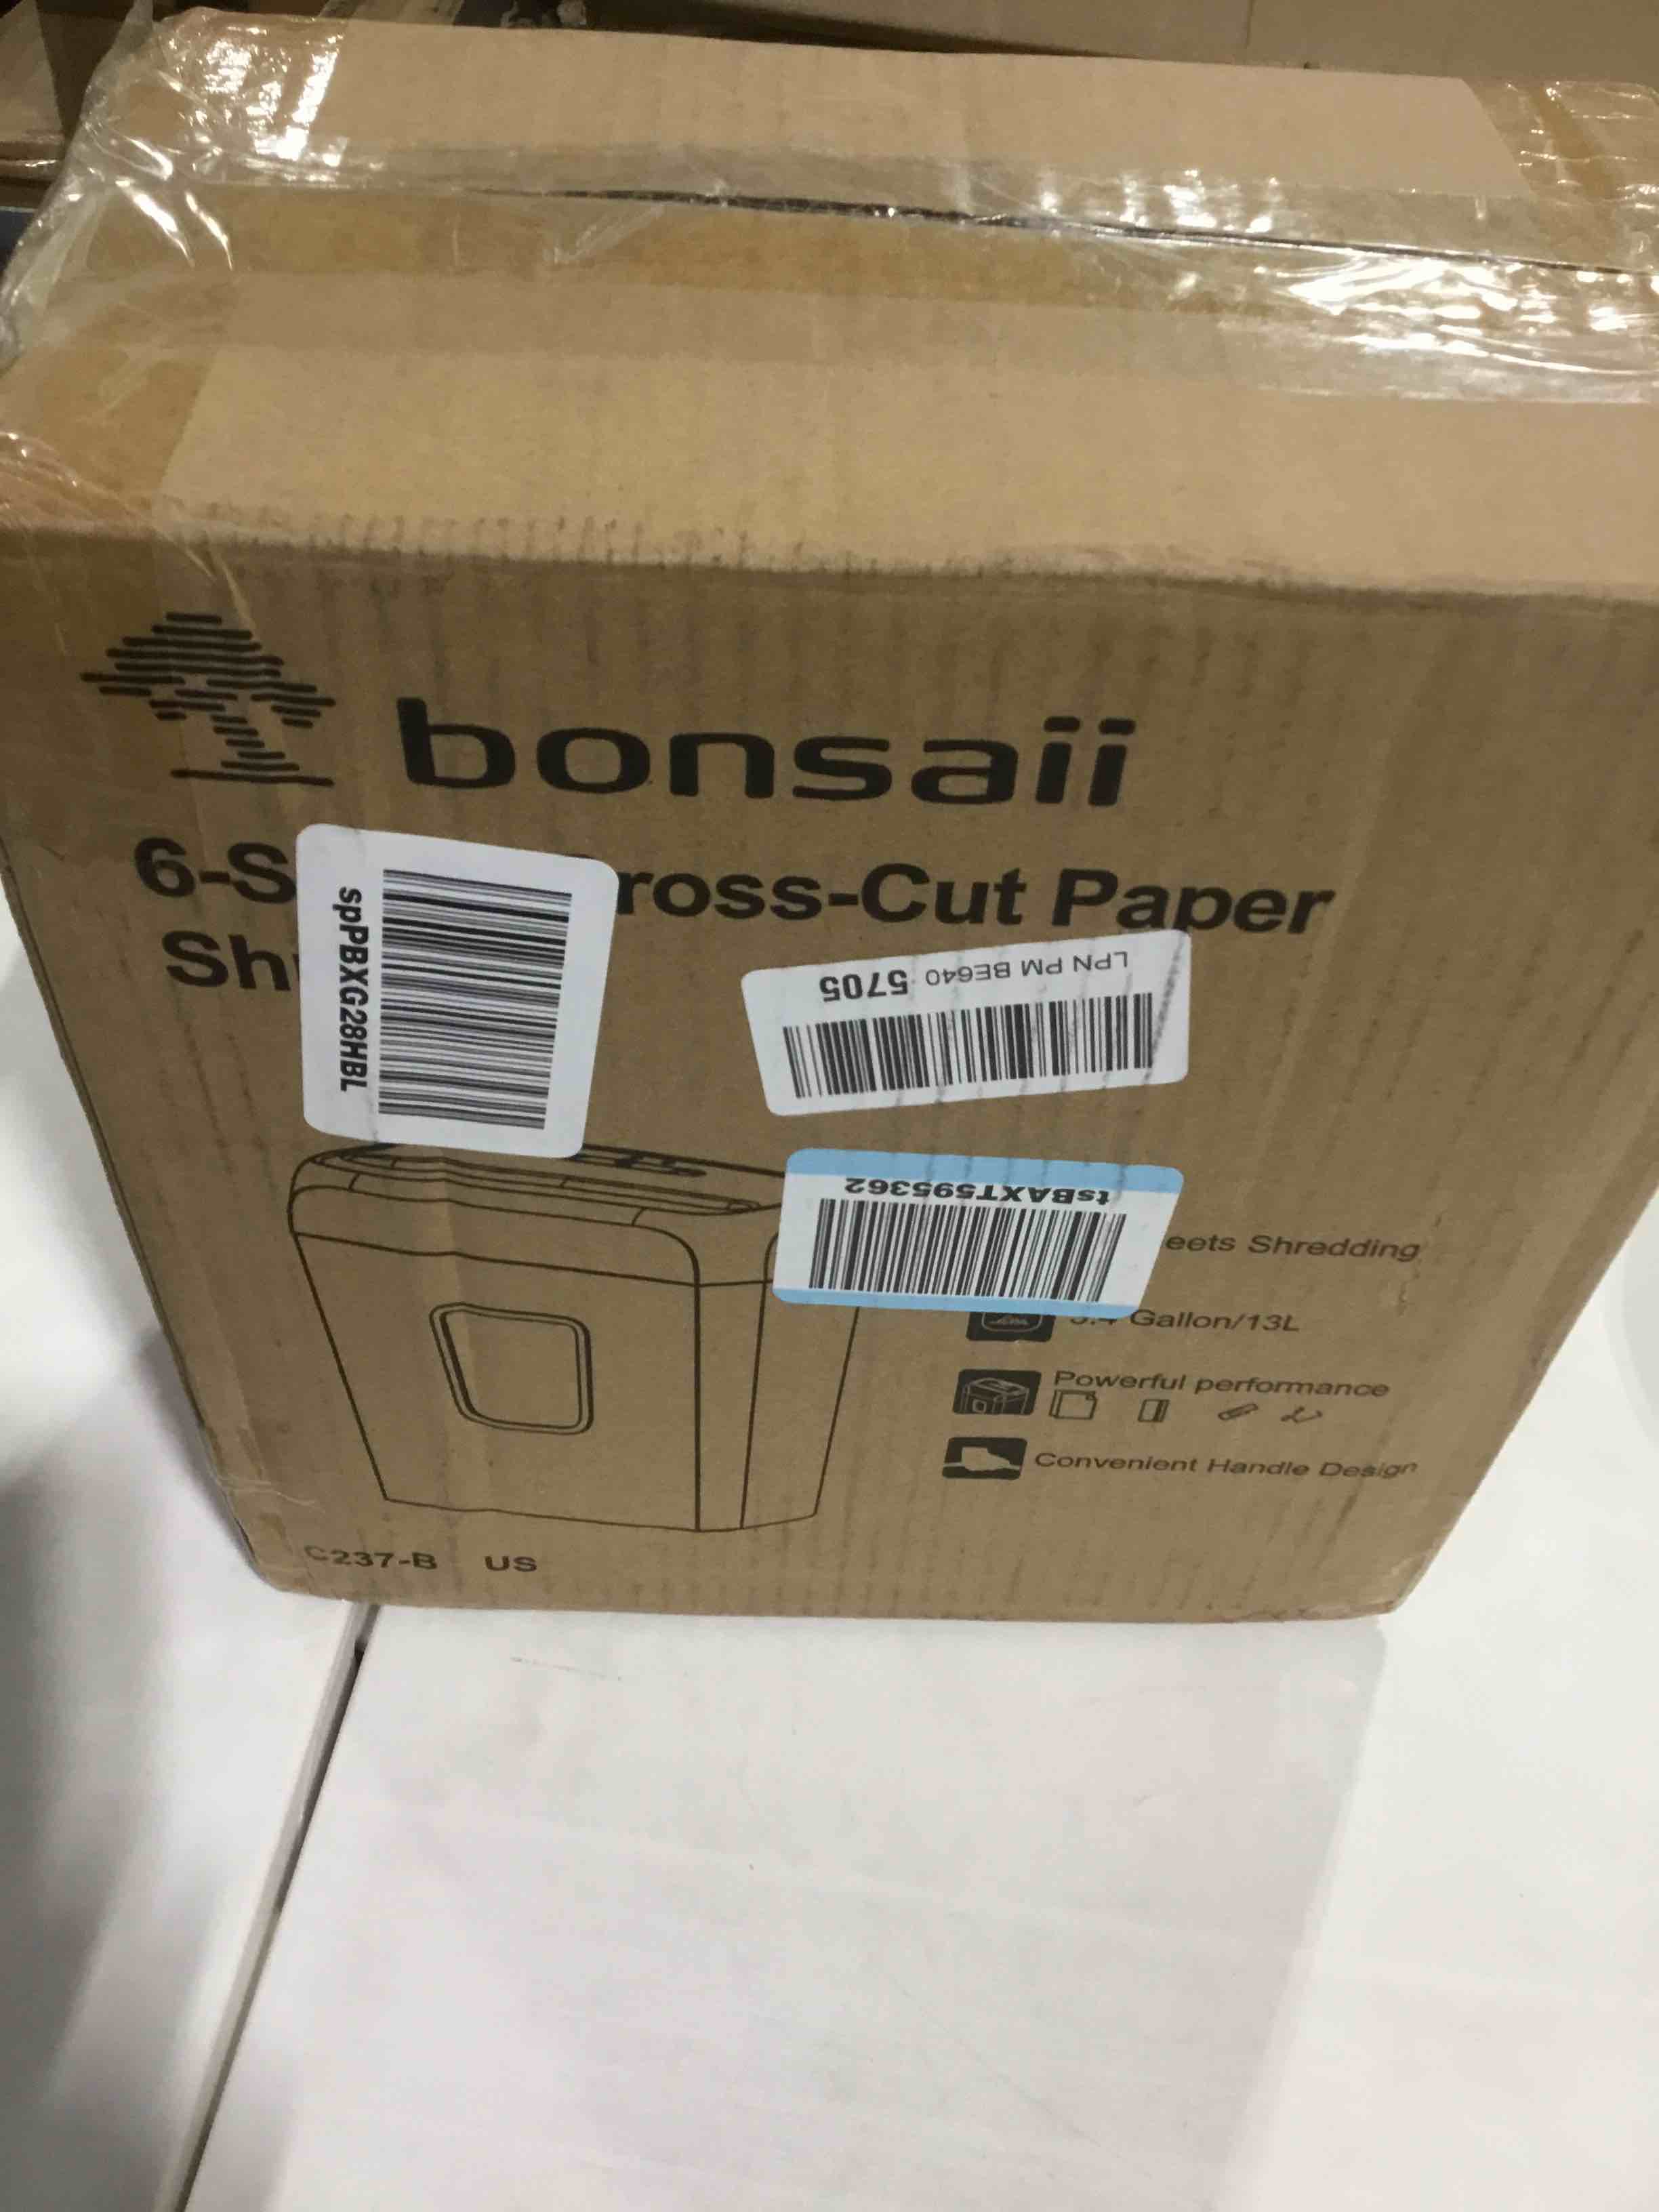 bonsaii
6-S ross-Cut Paper
Sh
spPBXG28HBL
LPN PM BE640 5705
tsBAXT595362
eets Shredding
Gallon/13L
Powerful performance
Convenient Handle Design
C237-B US